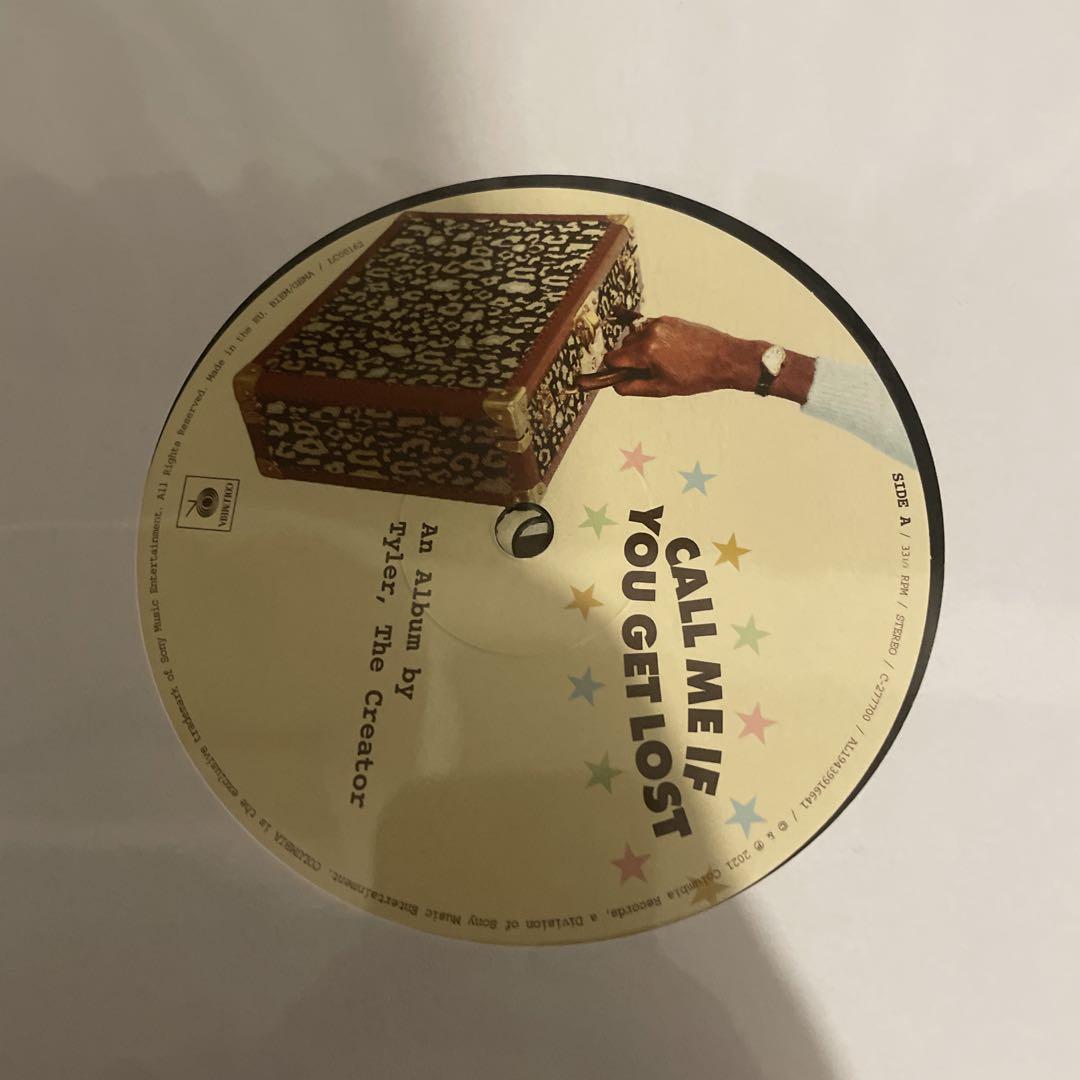 CALL ME IF
YOU GET LOST
An Album by
Tyler, The Creator
COLUMBIA
SIDE A / 33⅓ RPM / STEREO / C-277700 / AL19439916641 / © & ℗ 2021 Columbia Records, a Division of Sony Music Entertainment. COLUMBIA is the exclusive trademark of Sony Music Entertainment. All Rights Reserved. Made in the EU. BIEM/GEMA / LC00162